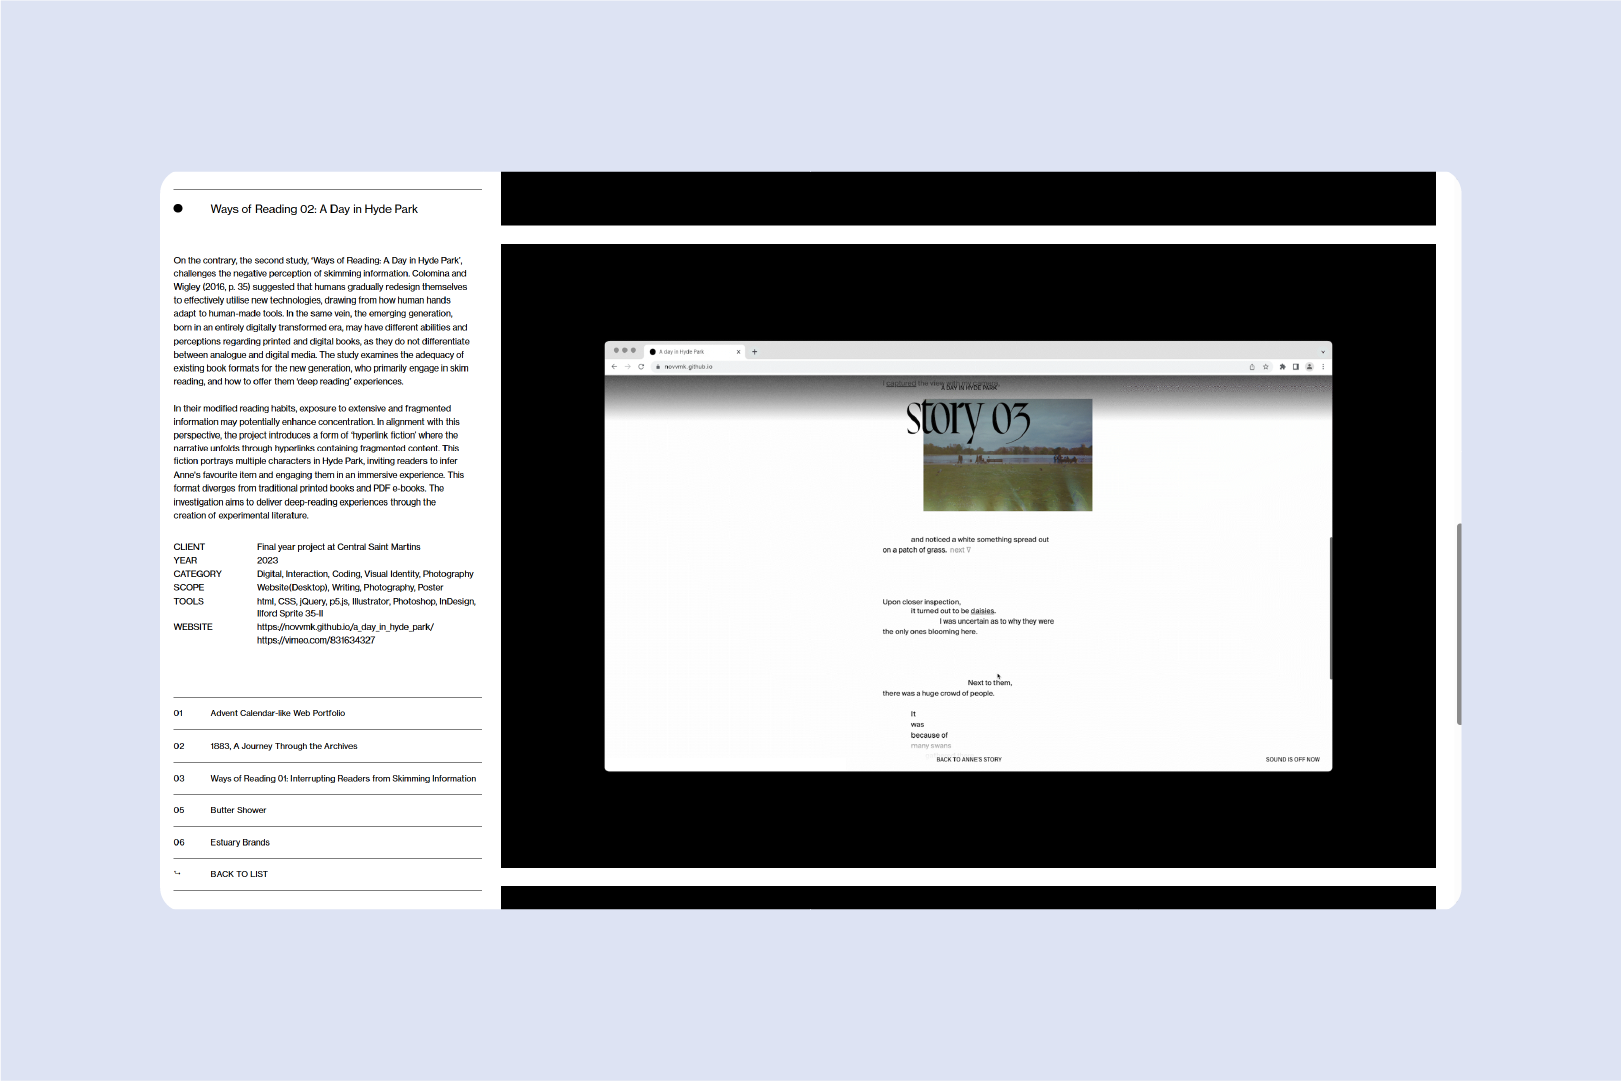 Ways of Reading 02: A Day in Hyde Park
On the contrary, the second study, 'Ways of Reading: A Day in Hyde Park',
challenges the negative perception of skimming information. Colomina and
Wigley (2016, p. 35) suggested that humans gradually redesign themselves
to effectively utilise new technologies, drawing from how human hands
adapt to human-made tools. In the same vein, the emerging generation,
born in an entirely digitally transformed era, may have different abilities and
perceptions regarding printed and digital books, as they do not differentiate
between analogue and digital media. The study examines the adequacy of
existing book formats for the new generation, who primarily engage in skim
reading, and how to offer them 'deep reading' experiences.
In their modified reading habits, exposure to extensive and fragmented
information may potentially enhance concentration. In alignment with this
perspective, the project introduces a form of 'hyperlink fiction' where the
narrative unfolds through hyperlinks containing fragmented content. This
fiction portrays multiple characters in Hyde Park, inviting readers to infer
Anne's favourite item and engaging them in an immersive experience. This
format diverges from traditional printed books and PDF e-books. The
investigation aims to deliver deep-reading experiences through the
creation of experimental literature.
CLIENT Final year project at Central Saint Martins
YEAR 2023
CATEGORY Digital, Interaction, Coding, Visual Identity, Photography
SCOPE Website(Desktop), Writing, Photography, Poster
TOOLS html, CSS, jQuery, p5.js, Illustrator, Photoshop, InDesign,
Ilford Sprite 35-II
WEBSITE https://novvmk.github.io/a_day_in_hyde_park/
https://vimeo.com/831634327
01 Advent Calendar-like Web Portfolio
02 1883, A Journey Through the Archives
03 Ways of Reading 01: Interrupting Readers from Skimming Information
05 Butter Shower
06 Estuary Brands
BACK TO LIST
A day in Hyde Park
novvmk.github.io
I captured the view with my camera,
A DAY IN HYDE PARK
story 03
and noticed a white something spread out
on a patch of grass. next
Upon closer inspection,
it turned out to be daisies.
I was uncertain as to why they were
the only ones blooming here.
Next to them,
there was a huge crowd of people.
It
was
because of
many swans
BACK TO ANNE'S STORY
SOUND IS OFF NOW